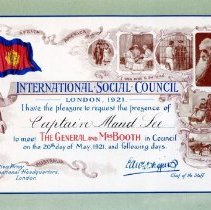 INTERNATIONAL·SOCIAL·COUNCIL
LONDON, 1921.
I have the pleasure to request the presence of
Captain Maud Lee
to meet THE GENERAL and MRS BOOTH in Council
on the 20th day of May, 1921, and following days.
International Headquarters,
London.
Chief of the Staff